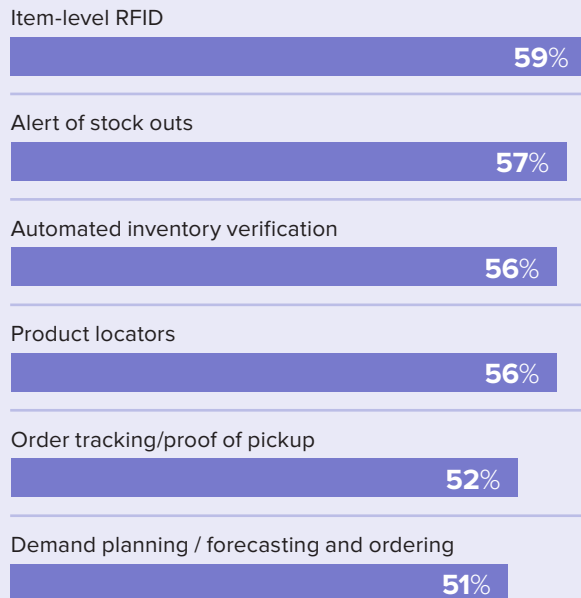 Item-level RFID
59%
Alert of stock outs
57%
Automated inventory verification
56%
Product locators
56%
Order tracking/proof of pickup
52%
Demand planning / forecasting and ordering
51%